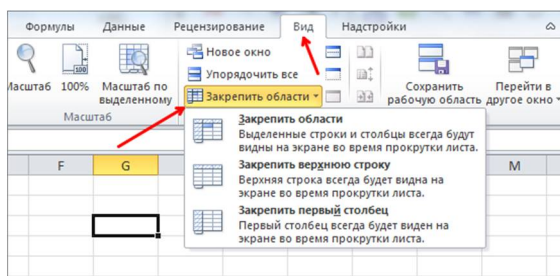 Формулы Данные Рецензирование Вид Надстройки
Новое окно
Упорядочить все
Закрепить области
Масштаб 100% Масштаб по выделенному
Сохранить рабочую область
Перейти в другое окно
Масштаб
Закрепить области
Выделенные строки и столбцы всегда будут
видны на экране во время прокрутки листа.
Закрепить верхнюю строку
Верхняя строка всегда будет видна на
экране во время прокрутки листа.
Закрепить первый столбец
Первый столбец всегда будет виден на
экране во время прокрутки листа.
F G M